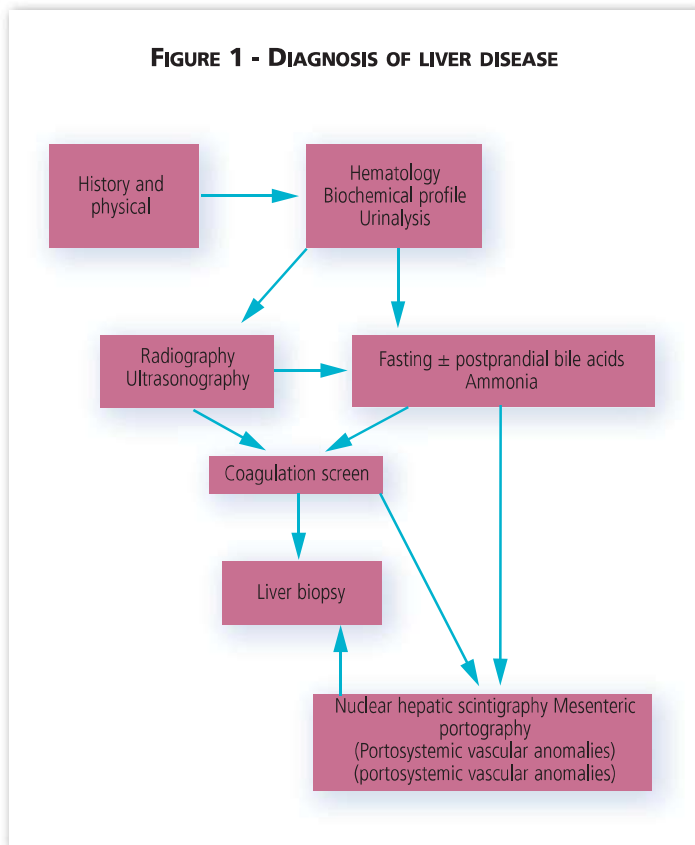 FIGURE 1 - DIAGNOSIS OF LIVER DISEASE
History and
physical
Hematology
Biochemical profile
Urinalysis
Radiography
Ultrasonography
Fasting ± postprandial bile acids
Ammonia
Coagulation screen
Liver biopsy
Nuclear hepatic scintigraphy Mesenteric
portography
(Portosystemic vascular anomalies)
(portosystemic vascular anomalies)